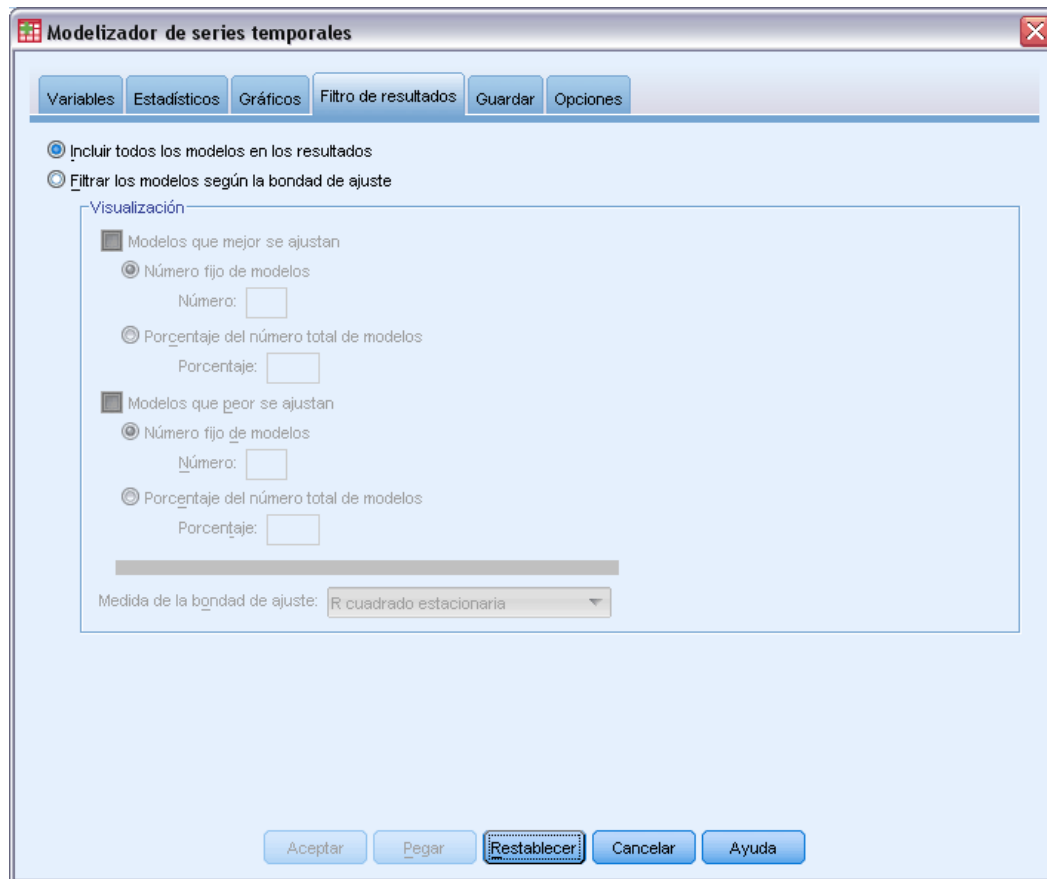 Modelizador de series temporales
Variables Estadísticos Gráficos Filtro de resultados Guardar Opciones
Incluir todos los modelos en los resultados
Filtrar los modelos según la bondad de ajuste
Visualización
Modelos que mejor se ajustan
Número fijo de modelos
Número:
Porcentaje del número total de modelos
Porcentaje:
Modelos que peor se ajustan
Número fijo de modelos
Número:
Porcentaje del número total de modelos
Porcentaje:
Medida de la bondad de ajuste: R cuadrado estacionaria
Aceptar Pegar Restablecer Cancelar Ayuda